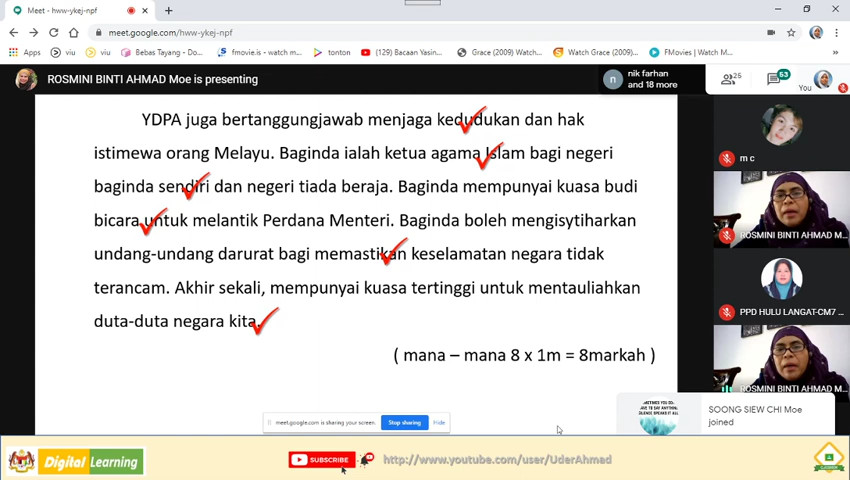 Meet - hww-ykej-npf
meet.google.com/hww-ykej-npf
Apps viu viu Bebas Tayang - Do... fmovie.is - watch m... tonton (129) Bacaan Yasin... Grace (2009) Watch... Grace (2009) Watch... FMovies | Watch M... »
ROSMINI BINTI AHMAD Moe is presenting
n nik farhan
and 18 more
25
53
You
YDPA juga bertanggungjawab menjaga kedudukan dan hak
istimewa orang Melayu. Baginda ialah ketua agama Islam bagi negeri
baginda sendiri dan negeri tiada beraja. Baginda mempunyai kuasa budi
bicara untuk melantik Perdana Menteri. Baginda boleh mengisytiharkan
undang-undang darurat bagi memastikan keselamatan negara tidak
terancam. Akhir sekali, mempunyai kuasa tertinggi untuk mentauliahkan
duta-duta negara kita.
( mana – mana 8 x 1m = 8markah )
m c
ROSMINI BINTI AHMAD M...
PPD HULU LANGAT-CM7 ...
ROSMINI BINTI AHMAD M...
SOONG SIEW CHI Moe
joined
meet.google.com is sharing your screen. Stop sharing Hide
Digital Learning
SUBSCRIBE
http://www.youtube.com/user/UderAhmad